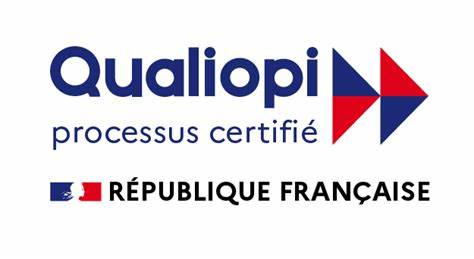 Qualiopi
processus certifié
RÉPUBLIQUE FRANÇAISE